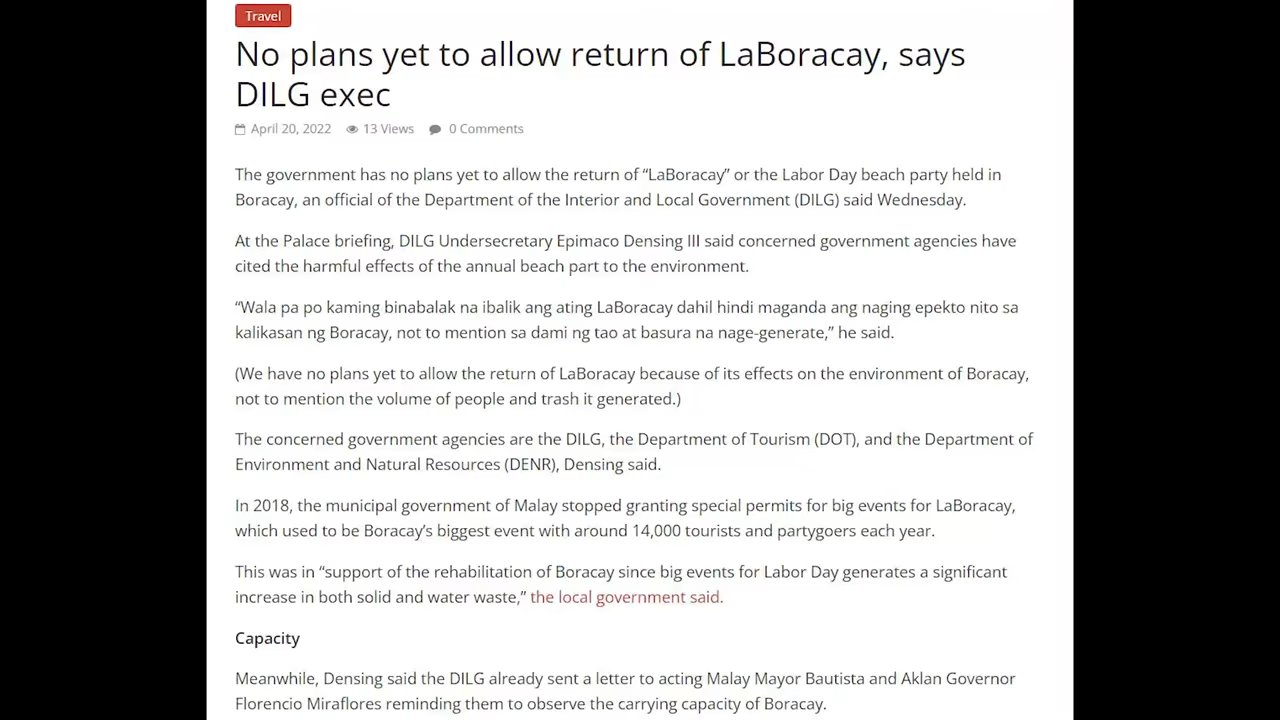 Travel
No plans yet to allow return of LaBoracay, says
DILG exec
April 20, 2022 13 Views 0 Comments
The government has no plans yet to allow the return of “LaBoracay” or the Labor Day beach party held in
Boracay, an official of the Department of the Interior and Local Government (DILG) said Wednesday.
At the Palace briefing, DILG Undersecretary Epimaco Densing III said concerned government agencies have
cited the harmful effects of the annual beach part to the environment.
“Wala pa po kaming binabalak na ibalik ang ating LaBoracay dahil hindi maganda ang naging epekto nito sa
kalikasan ng Boracay, not to mention sa dami ng tao at basura na nage-generate,” he said.
(We have no plans yet to allow the return of LaBoracay because of its effects on the environment of Boracay,
not to mention the volume of people and trash it generated.)
The concerned government agencies are the DILG, the Department of Tourism (DOT), and the Department of
Environment and Natural Resources (DENR), Densing said.
In 2018, the municipal government of Malay stopped granting special permits for big events for LaBoracay,
which used to be Boracay’s biggest event with around 14,000 tourists and partygoers each year.
This was in “support of the rehabilitation of Boracay since big events for Labor Day generates a significant
increase in both solid and water waste,” the local government said.
Capacity
Meanwhile, Densing said the DILG already sent a letter to acting Malay Mayor Bautista and Aklan Governor
Florencio Miraflores reminding them to observe the carrying capacity of Boracay.